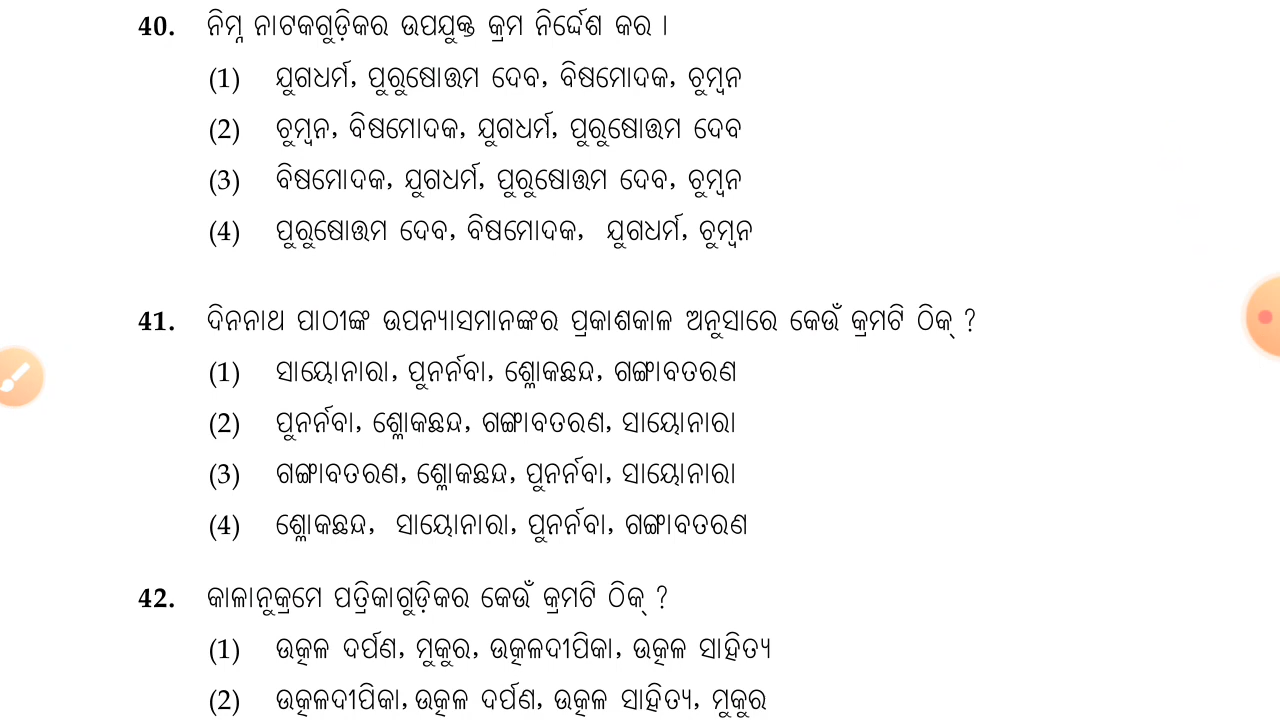 40. ନିମ୍ନ ନାଟକଗୁଡ଼ିକର ଉପଯୁକ୍ତ କ୍ରମ ନିର୍ଦ୍ଦେଶ କର ।
(1) ଯୁଗଧର୍ମ, ପୁରୁଷୋତ୍ତମ ଦେବ, ବିଷମୋଦକ, ଚୁମ୍ବନ
(2) ଚୁମ୍ବନ, ବିଷମୋଦକ, ଯୁଗଧର୍ମ, ପୁରୁଷୋତ୍ତମ ଦେବ
(3) ବିଷମୋଦକ, ଯୁଗଧର୍ମ, ପୁରୁଷୋତ୍ତମ ଦେବ, ଚୁମ୍ବନ
(4) ପୁରୁଷୋତ୍ତମ ଦେବ, ବିଷମୋଦକ, ଯୁଗଧର୍ମ, ଚୁମ୍ବନ
41. ଦିନନାଥ ପାଠୀଙ୍କ ଉପନ୍ୟାସମାନଙ୍କର ପ୍ରକାଶକାଳ ଅନୁସାରେ କେଉଁ କ୍ରମଟି ଠିକ୍ ?
(1) ସାୟୋନାରା, ପୁନର୍ନବା, ଶ୍ଳୋକଛନ୍ଦ, ଗଙ୍ଗାବତରଣ
(2) ପୁନର୍ନବା, ଶ୍ଳୋକଛନ୍ଦ, ଗଙ୍ଗାବତରଣ, ସାୟୋନାରା
(3) ଗଙ୍ଗାବତରଣ, ଶ୍ଳୋକଛନ୍ଦ, ପୁନର୍ନବା, ସାୟୋନାରା
(4) ଶ୍ଳୋକଛନ୍ଦ, ସାୟୋନାରା, ପୁନର୍ନବା, ଗଙ୍ଗାବତରଣ
42. କାଳାନୁକ୍ରମେ ପତ୍ରିକାଗୁଡ଼ିକର କେଉଁ କ୍ରମଟି ଠିକ୍ ?
(1) ଉତ୍କଳ ଦର୍ପଣ, ମୁକୁର, ଉତ୍କଳଦୀପିକା, ଉତ୍କଳ ସାହିତ୍ୟ
(2) ଉତ୍କଳଦୀପିକା, ଉତ୍କଳ ଦର୍ପଣ, ଉତ୍କଳ ସାହିତ୍ୟ, ମୁକୁର